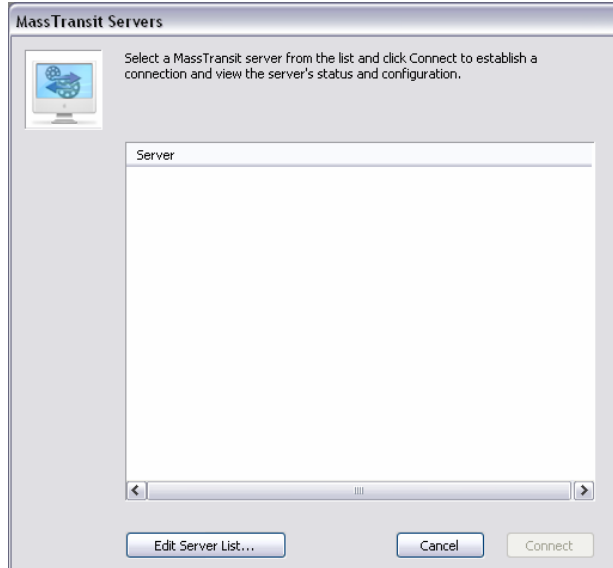 MassTransit Servers
Select a MassTransit server from the list and click Connect to establish a
connection and view the server's status and configuration.
Server
Edit Server List...
Cancel
Connect